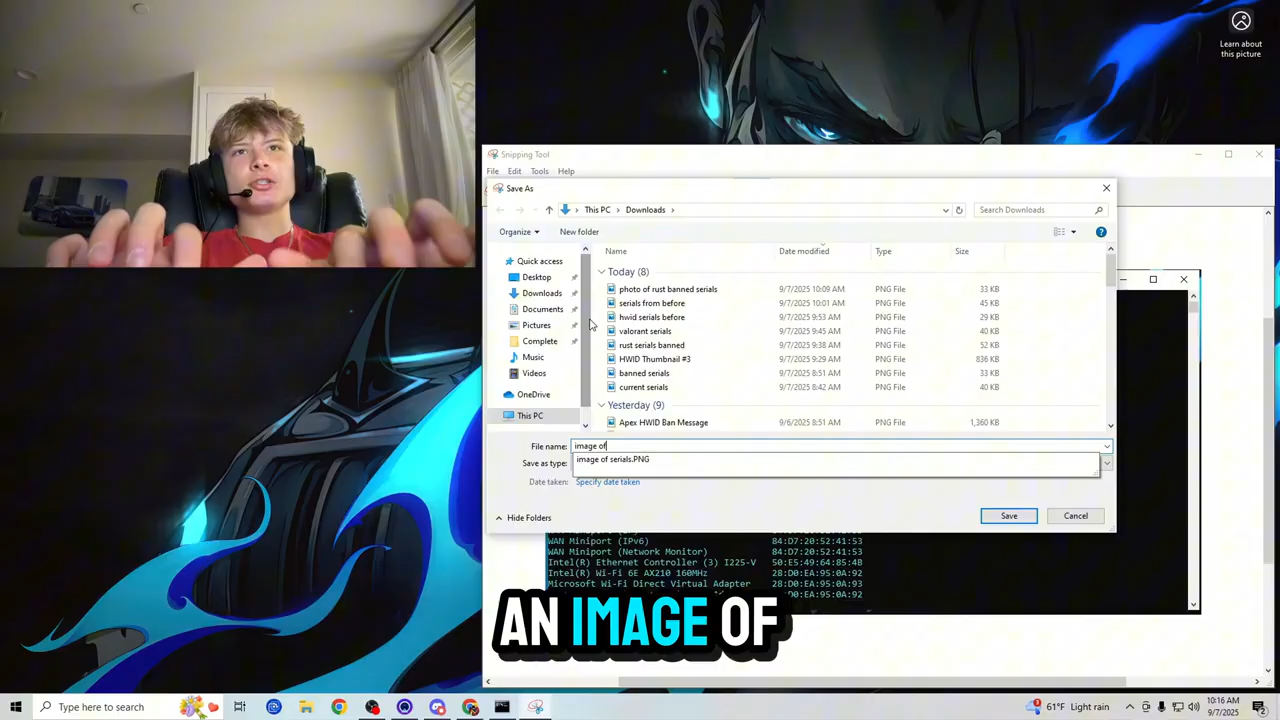 Learn about
this picture
Snipping Tool
File Edit Tools Help
Save As
This PC > Downloads >
Search Downloads
Organize
New folder
Name Date modified Type Size
Quick access
Desktop
Downloads
Documents
Pictures
Complete
Music
Videos
OneDrive
This PC
Today (8)
photo of rust banned serials 9/7/2025 10:09 AM PNG File 33 KB
serials from before 9/7/2025 10:01 AM PNG File 45 KB
hwid serials before 9/7/2025 9:53 AM PNG File 29 KB
valorant serials 9/7/2025 9:45 AM PNG File 40 KB
rust serials banned 9/7/2025 9:38 AM PNG File 52 KB
HWID Thumbnail #3 9/7/2025 9:29 AM PNG File 836 KB
banned serials 9/7/2025 8:51 AM PNG File 33 KB
current serials 9/7/2025 8:42 AM PNG File 40 KB
Yesterday (9)
Apex HWID Ban Message 9/6/2025 8:51 AM PNG File 1,360 KB
File name: image of
image of serials.PNG
Save as type:
Date taken: Specify date taken
Hide Folders
Save
Cancel
WAN Miniport (IPv6) 84:D7:20:52:41:53
WAN Miniport (Network Monitor) 84:D7:20:52:41:53
Intel(R) Ethernet Controller (3) I225-V 50:E5:49:64:85:4B
Intel(R) Wi-Fi 6E AX210 160MHz 28:D0:EA:95:0A:92
Microsoft Wi-Fi Direct Virtual Adapter 28:D0:EA:95:0A:93
28:D0:EA:95:0A:92
AN IMAGE OF
Type here to search
61°F Light rain
10:16 AM
9/7/2025